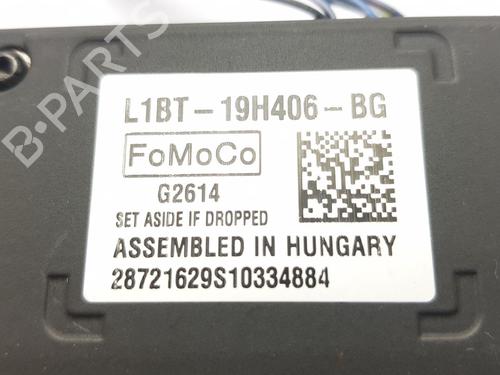 L1BT-19H406-BG
FoMoCo
G2614
SET ASIDE IF DROPPED
ASSEMBLED IN HUNGARY
28721629S10334884
B-PARTS